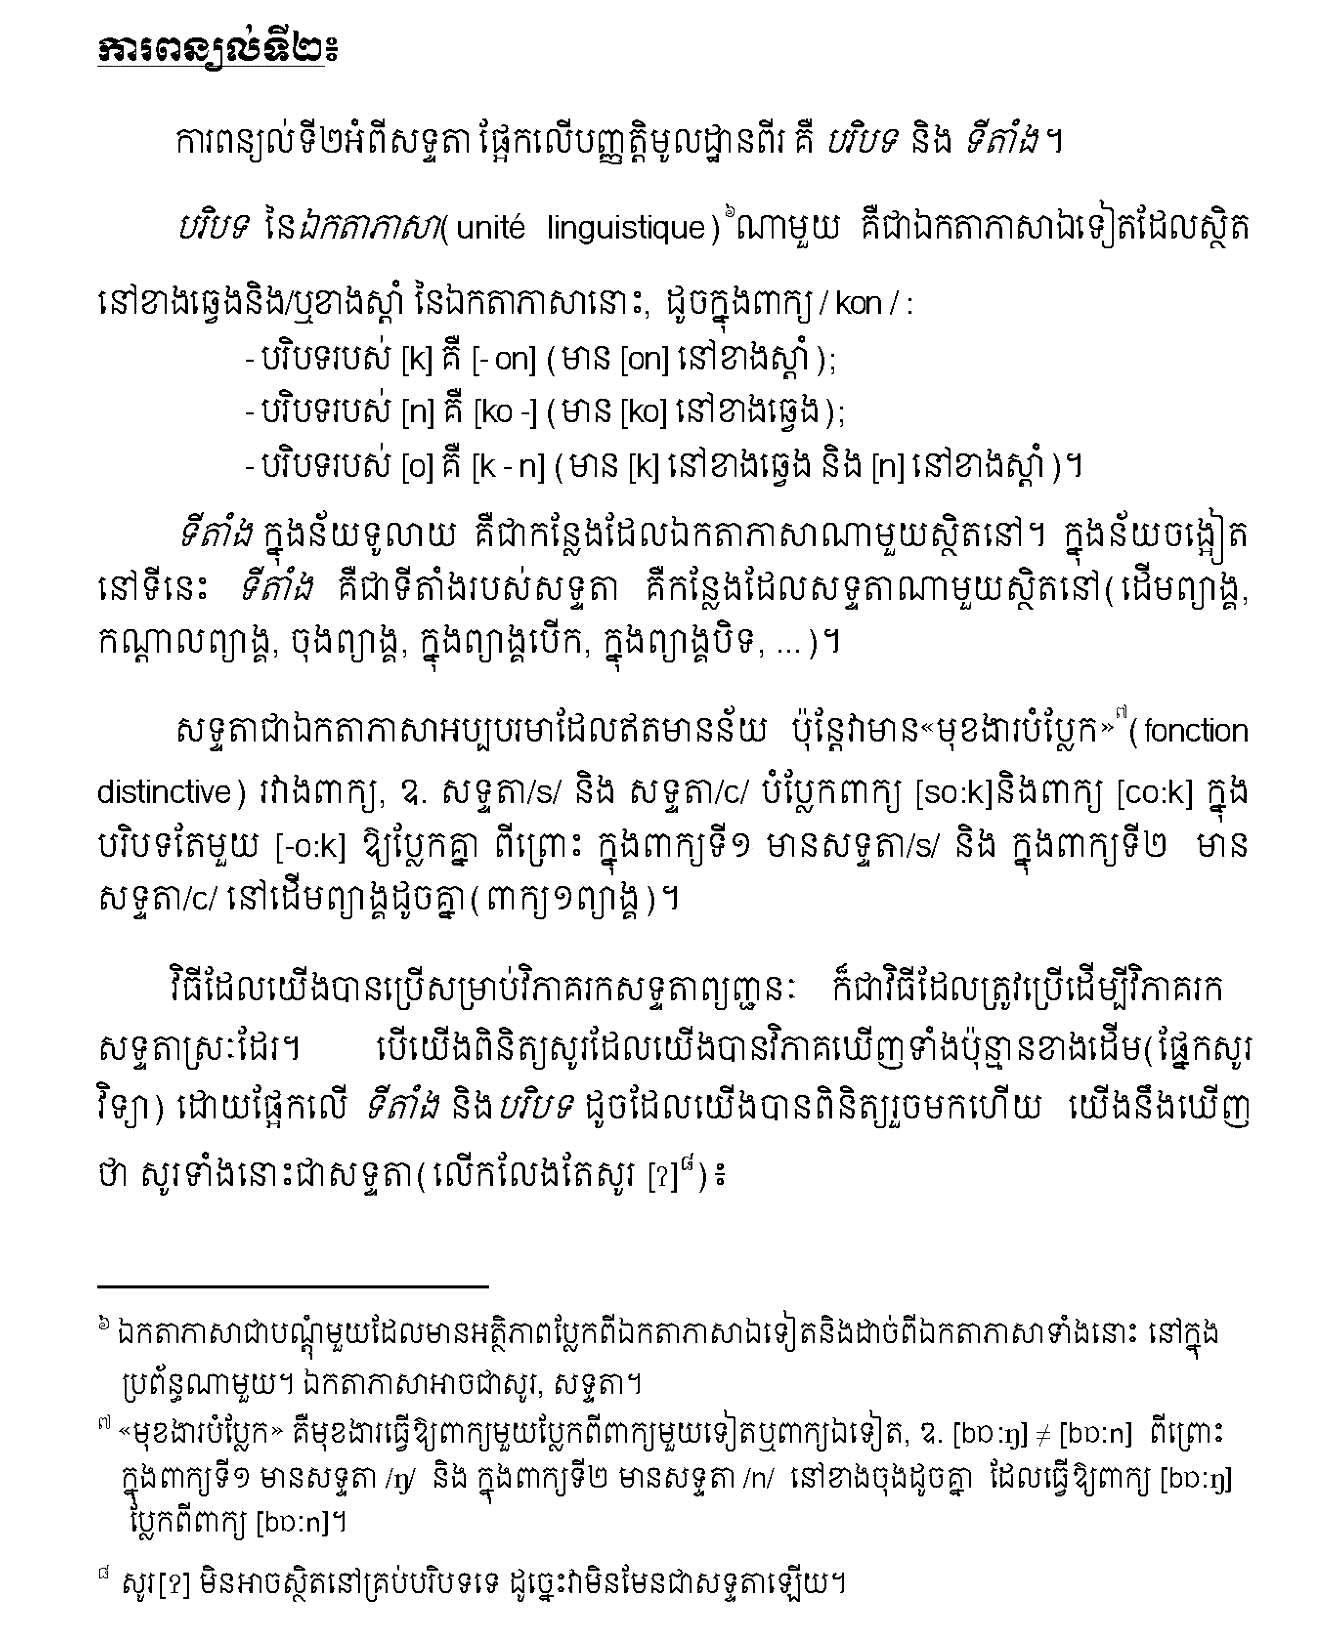 ការពន្យល់ទី២៖
ការពន្យល់ទី២អំពីសទ្ទតា ផ្អែកលើបញ្ញត្តិមូលដ្ឋានពីរ គឺ បរិបទ និង ទីតាំង។
បរិបទ នៃឯកតាភាសា(unité linguistique)⁶ណាមួយ គឺជាឯកតាភាសាឯទៀតដែលស្ថិត
នៅខាងឆ្វេងនិង/ឬខាងស្ដាំ នៃឯកតាភាសានោះ, ដូចក្នុងពាក្យ / kon / :
- បរិបទរបស់ [k] គឺ [- on] (មាន [on] នៅខាងស្ដាំ);
- បរិបទរបស់ [n] គឺ [ko -] (មាន [ko] នៅខាងឆ្វេង);
- បរិបទរបស់ [o] គឺ [k - n] (មាន [k] នៅខាងឆ្វេង និង [n] នៅខាងស្ដាំ)។
ទីតាំង ក្នុងន័យទូលាយ គឺជាកន្លែងដែលឯកតាភាសាណាមួយស្ថិតនៅ។ ក្នុងន័យចង្អៀត
នៅទីនេះ ទីតាំង គឺជាទីតាំងរបស់សទ្ទតា គឺកន្លែងដែលសទ្ទតាណាមួយស្ថិតនៅ(ដើមព្យាង្គ,
កណ្ដាលព្យាង្គ, ចុងព្យាង្គ, ក្នុងព្យាង្គបើក, ក្នុងព្យាង្គបិទ, ...)។
សទ្ទតាជាឯកតាភាសាអប្បបរមាដែលឥតមានន័យ ប៉ុន្តែវាមាន«មុខងារបំប្លែក»៧(fonction
distinctive) រវាងពាក្យ, ឧ. សទ្ទតា/s/ និង សទ្ទតា/c/ បំប្លែកពាក្យ [so:k]និងពាក្យ [co:k] ក្នុង
បរិបទតែមួយ [-o:k] ឱ្យប្លែកគ្នា ពីព្រោះ ក្នុងពាក្យទី១ មានសទ្ទតា/s/ និង ក្នុងពាក្យទី២ មាន
សទ្ទតា/c/ នៅដើមព្យាង្គដូចគ្នា(ពាក្យ១ព្យាង្គ)។
វិធីដែលយើងបានប្រើសម្រាប់វិភាគរកសទ្ទតាព្យញ្ជនៈ ក៏ជាវិធីដែលត្រូវប្រើដើម្បីវិភាគរក
សទ្ទតាស្រៈដែរ។ បើយើងពិនិត្យសូរដែលយើងបានវិភាគឃើញទាំងប៉ុន្មានខាងដើម(ផ្នែកសូរ
វិទ្យា) ដោយផ្អែកលើ ទីតាំង និងបរិបទ ដូចដែលយើងបានពិនិត្យរួចមកហើយ យើងនឹងឃើញ
ថា សូរទាំងនោះជាសទ្ទតា(លើកលែងតែសូរ [ʔ]៨)៖
៦ ឯកតាភាសាជាបណ្ដុំមួយដែលមានអត្ថិភាពប្លែកពីឯកតាភាសាឯទៀតនិងដាច់ពីឯកតាភាសាទាំងនោះ នៅក្នុង
ប្រព័ន្ធណាមួយ។ ឯកតាភាសាអាចជាសូរ, សទ្ទតា។
៧ «មុខងារបំប្លែក» គឺមុខងារធ្វើឱ្យពាក្យមួយប្លែកពីពាក្យមួយទៀតឬពាក្យឯទៀត, ឧ. [bɒ:ŋ] ≠ [bɒ:n] ពីព្រោះ
ក្នុងពាក្យទី១ មានសទ្ទតា /ŋ/ និង ក្នុងពាក្យទី២ មានសទ្ទតា /n/ នៅខាងចុងដូចគ្នា ដែលធ្វើឱ្យពាក្យ [bɒ:ŋ]
ប្លែកពីពាក្យ [bɒ:n]។
៨ សូរ[ʔ] មិនអាចស្ថិតនៅគ្រប់បរិបទទេ ដូច្នេះវាមិនមែនជាសទ្ទតាឡើយ។